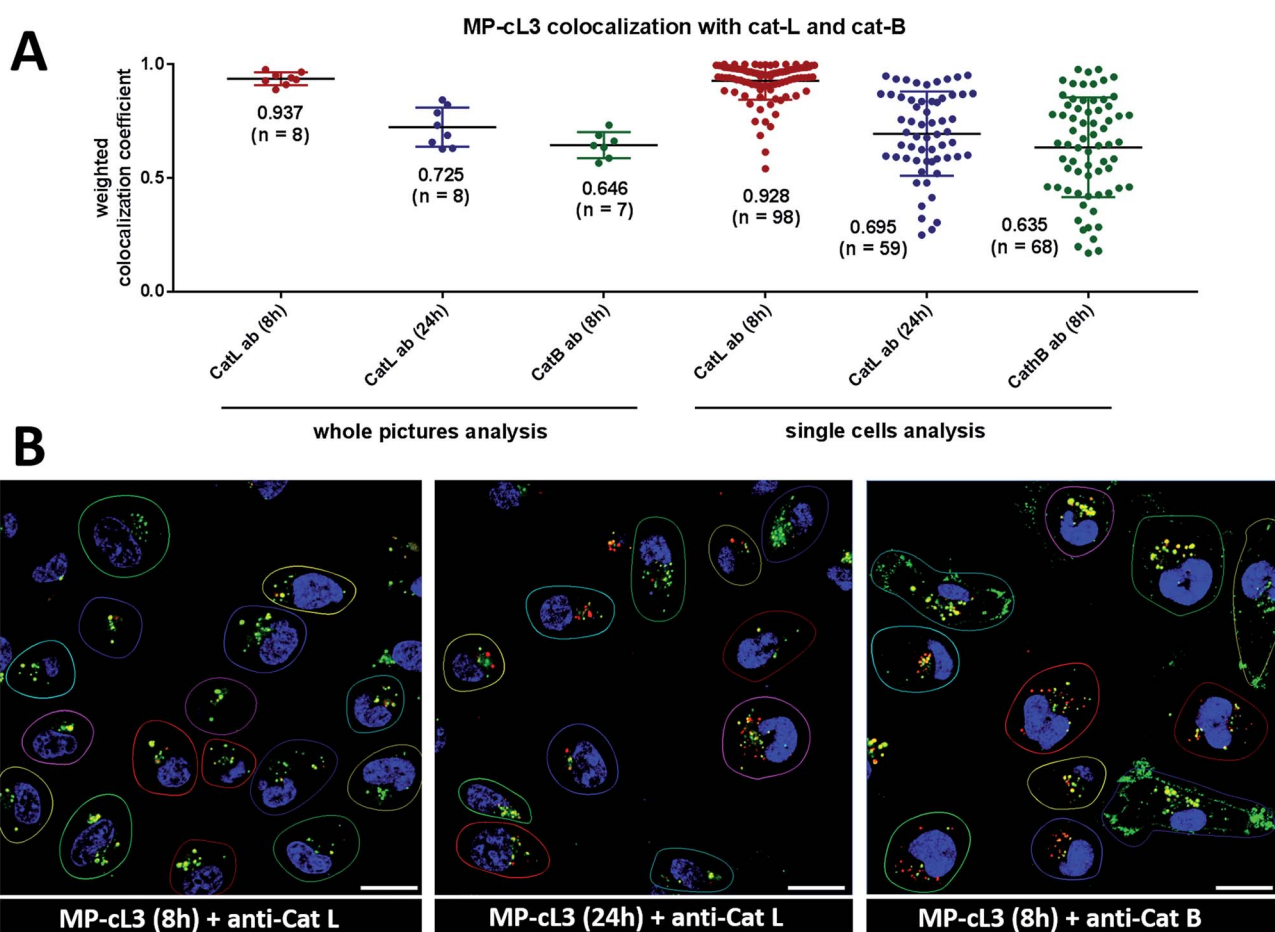 A
MP-cL3 colocalization with cat-L and cat-B
weighted
colocalization coefficient
1.0
0.5
0.0
0.937
(n = 8)
0.725
(n = 8)
0.646
(n = 7)
0.928
(n = 98)
0.695
(n = 59)
0.635
(n = 68)
CatL ab (8h)
CatL ab (24h)
CatB ab (8h)
CatL ab (8h)
CatL ab (24h)
CathB ab (8h)
whole pictures analysis
single cells analysis
B
MP-cL3 (8h) + anti-Cat L
MP-cL3 (24h) + anti-Cat L
MP-cL3 (8h) + anti-Cat B